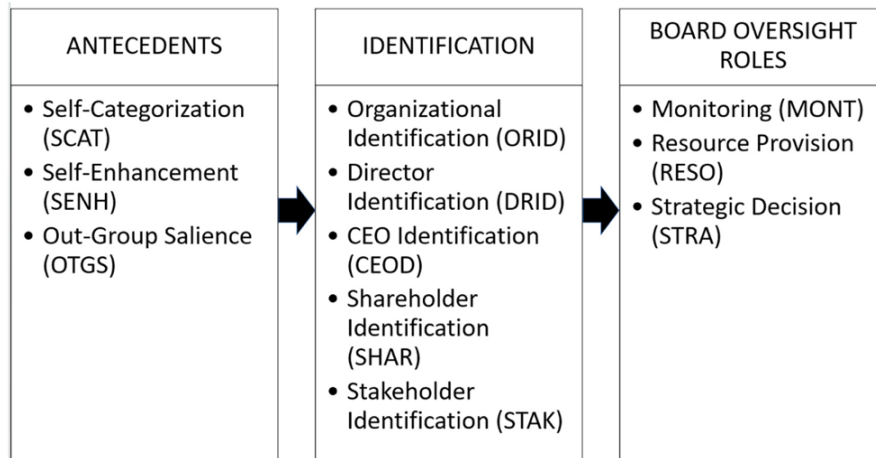 ANTECEDENTS
• Self-Categorization
(SCAT)
• Self-Enhancement
(SENH)
• Out-Group Salience
(OTGS)
IDENTIFICATION
• Organizational
Identification (ORID)
• Director
Identification (DRID)
• CEO Identification
(CEOD)
• Shareholder
Identification
(SHAR)
• Stakeholder
Identification (STAK)
BOARD OVERSIGHT
ROLES
• Monitoring (MONT)
• Resource Provision
(RESO)
• Strategic Decision
(STRA)